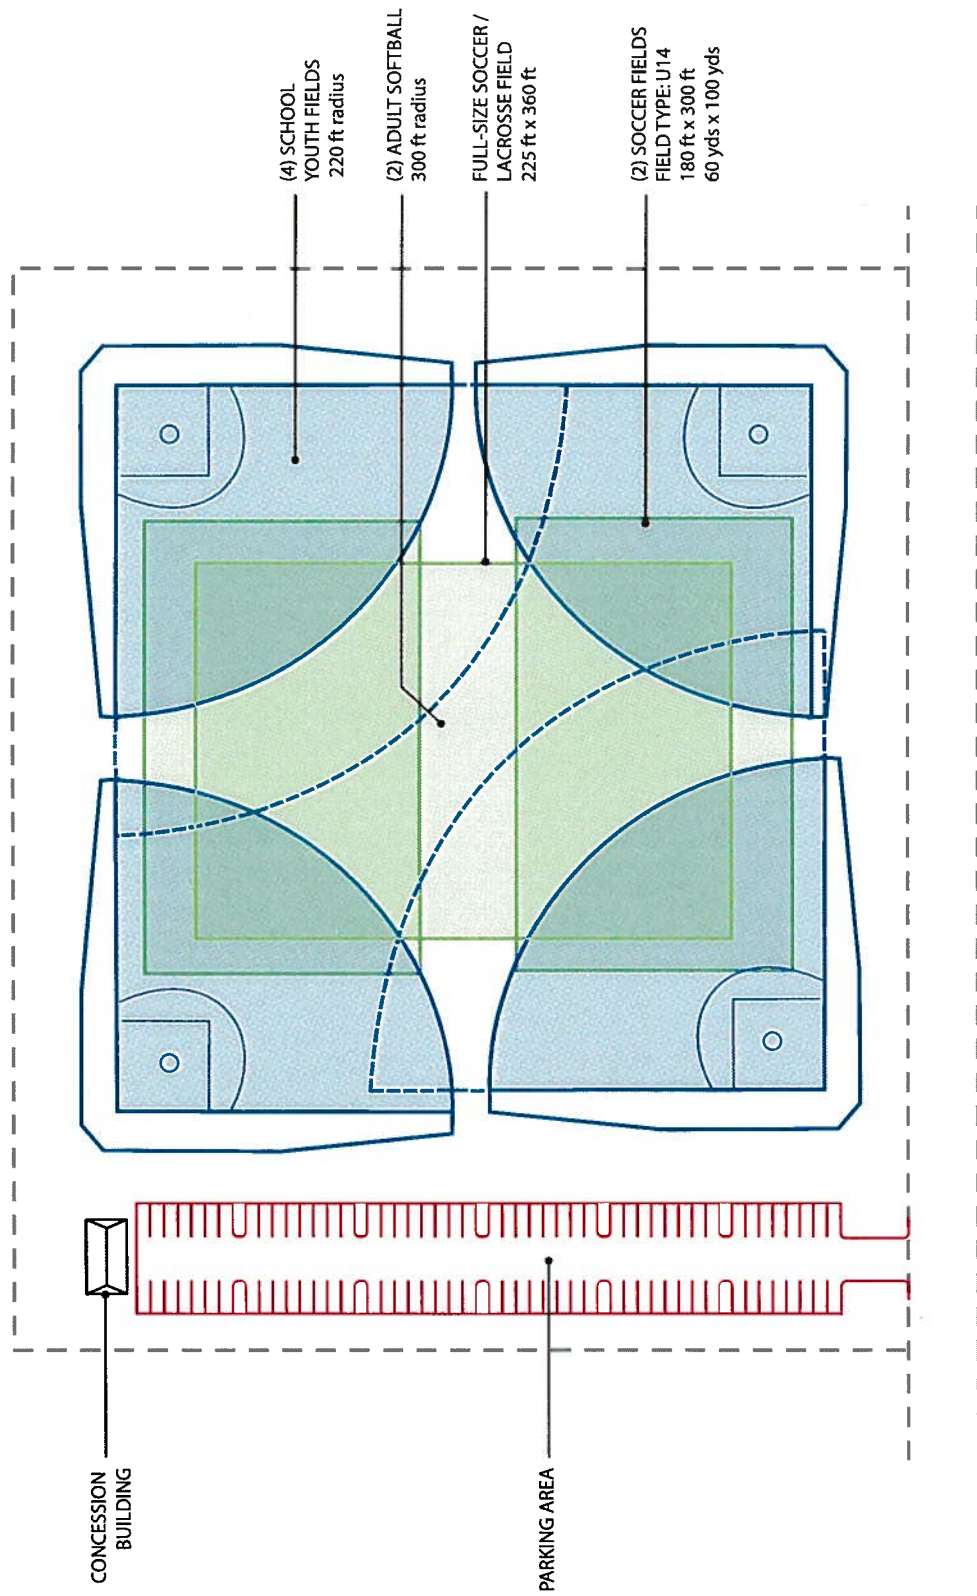 (4) SCHOOL
YOUTH FIELDS
220 ft radius
(2) ADULT SOFTBALL
300 ft radius
FULL-SIZE SOCCER /
LACROSSE FIELD
225 ft x 360 ft
(2) SOCCER FIELDS
FIELD TYPE: U14
180 ft x 300 ft
60 yds x 100 yds
CONCESSION
BUILDING
PARKING AREA